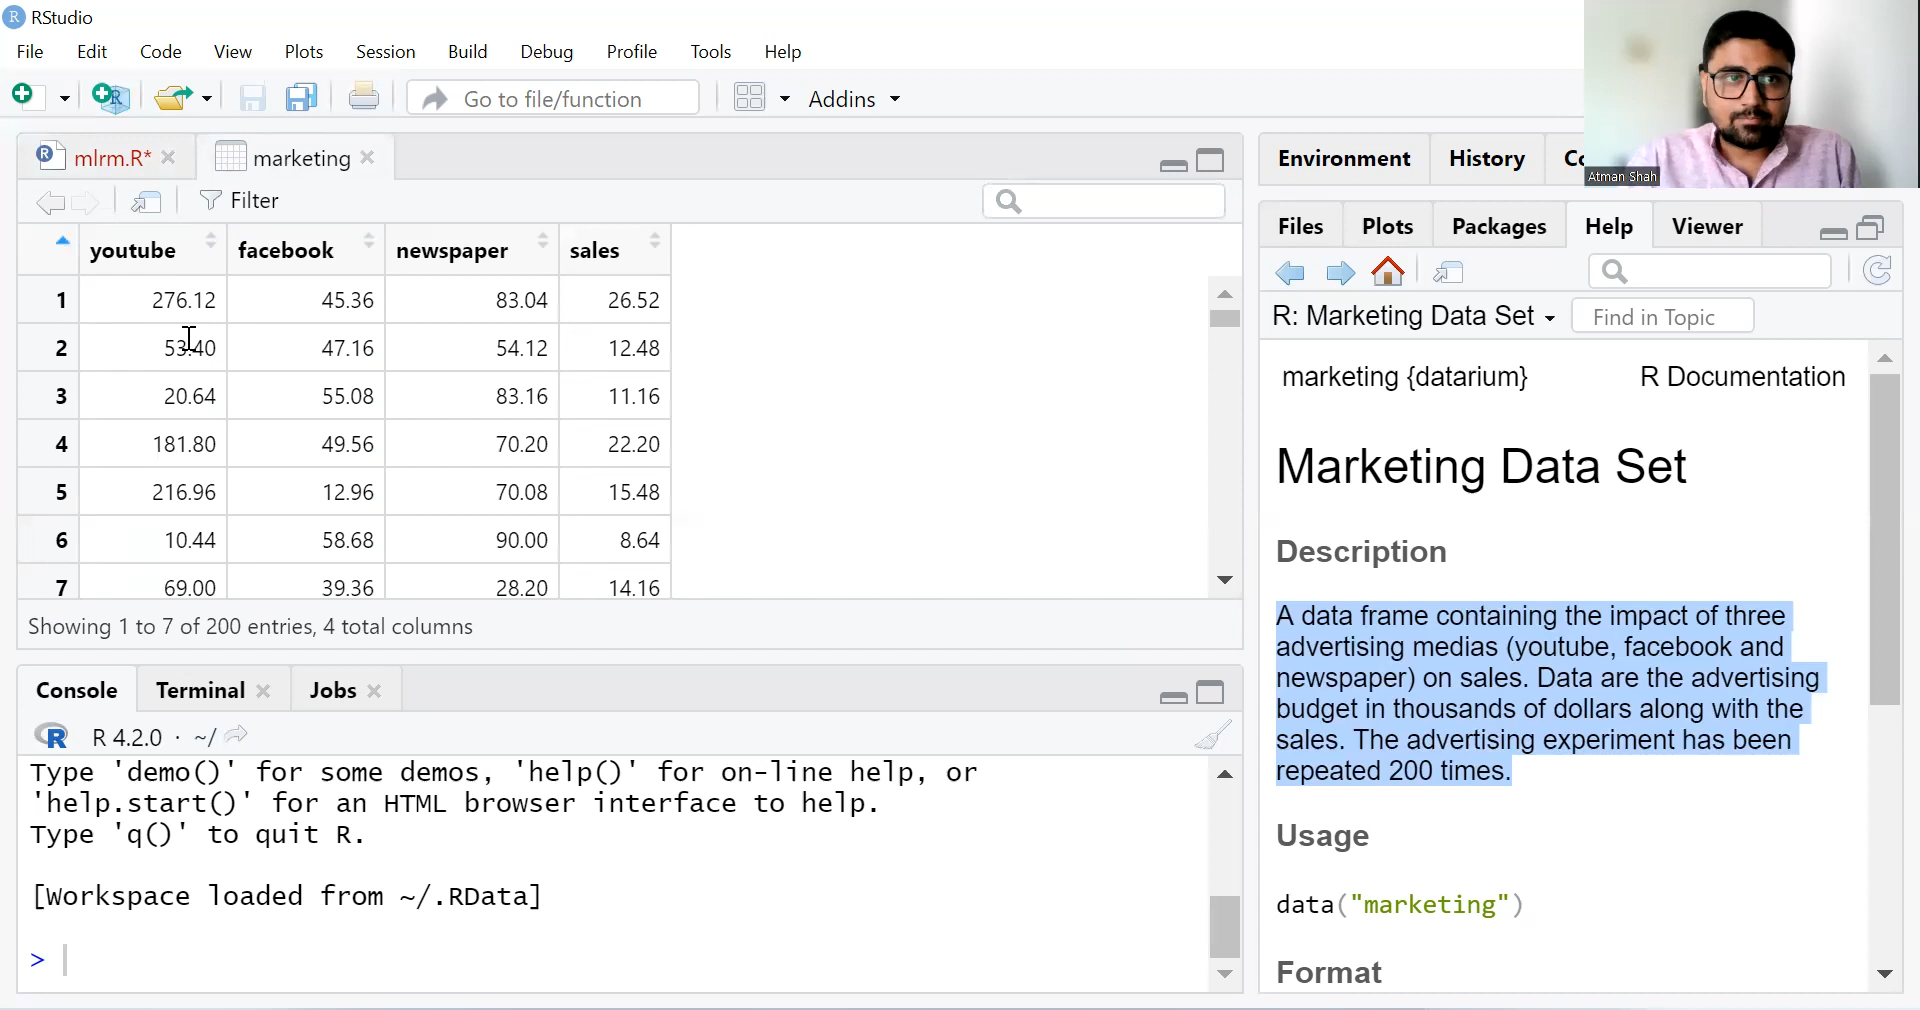 RStudio
File Edit Code View Plots Session Build Debug Profile Tools Help
Go to file/function Addins
mlrm.R* marketing
Filter
youtube facebook newspaper sales
1 276.12 45.36 83.04 26.52
2 53.40 47.16 54.12 12.48
3 20.64 55.08 83.16 11.16
4 181.80 49.56 70.20 22.20
5 216.96 12.96 70.08 15.48
6 10.44 58.68 90.00 8.64
7 69.00 39.36 28.20 14.16
Showing 1 to 7 of 200 entries, 4 total columns
Console Terminal Jobs
R 4.2.0 · ~/
Type 'demo()' for some demos, 'help()' for on-line help, or
'help.start()' for an HTML browser interface to help.
Type 'q()' to quit R.
[Workspace loaded from ~/.RData]
>
Atman Shah
Environment History
Files Plots Packages Help Viewer
R: Marketing Data Set Find in Topic
marketing {datarium} R Documentation
Marketing Data Set
Description
A data frame containing the impact of three
advertising medias (youtube, facebook and
newspaper) on sales. Data are the advertising
budget in thousands of dollars along with the
sales. The advertising experiment has been
repeated 200 times.
Usage
data("marketing")
Format